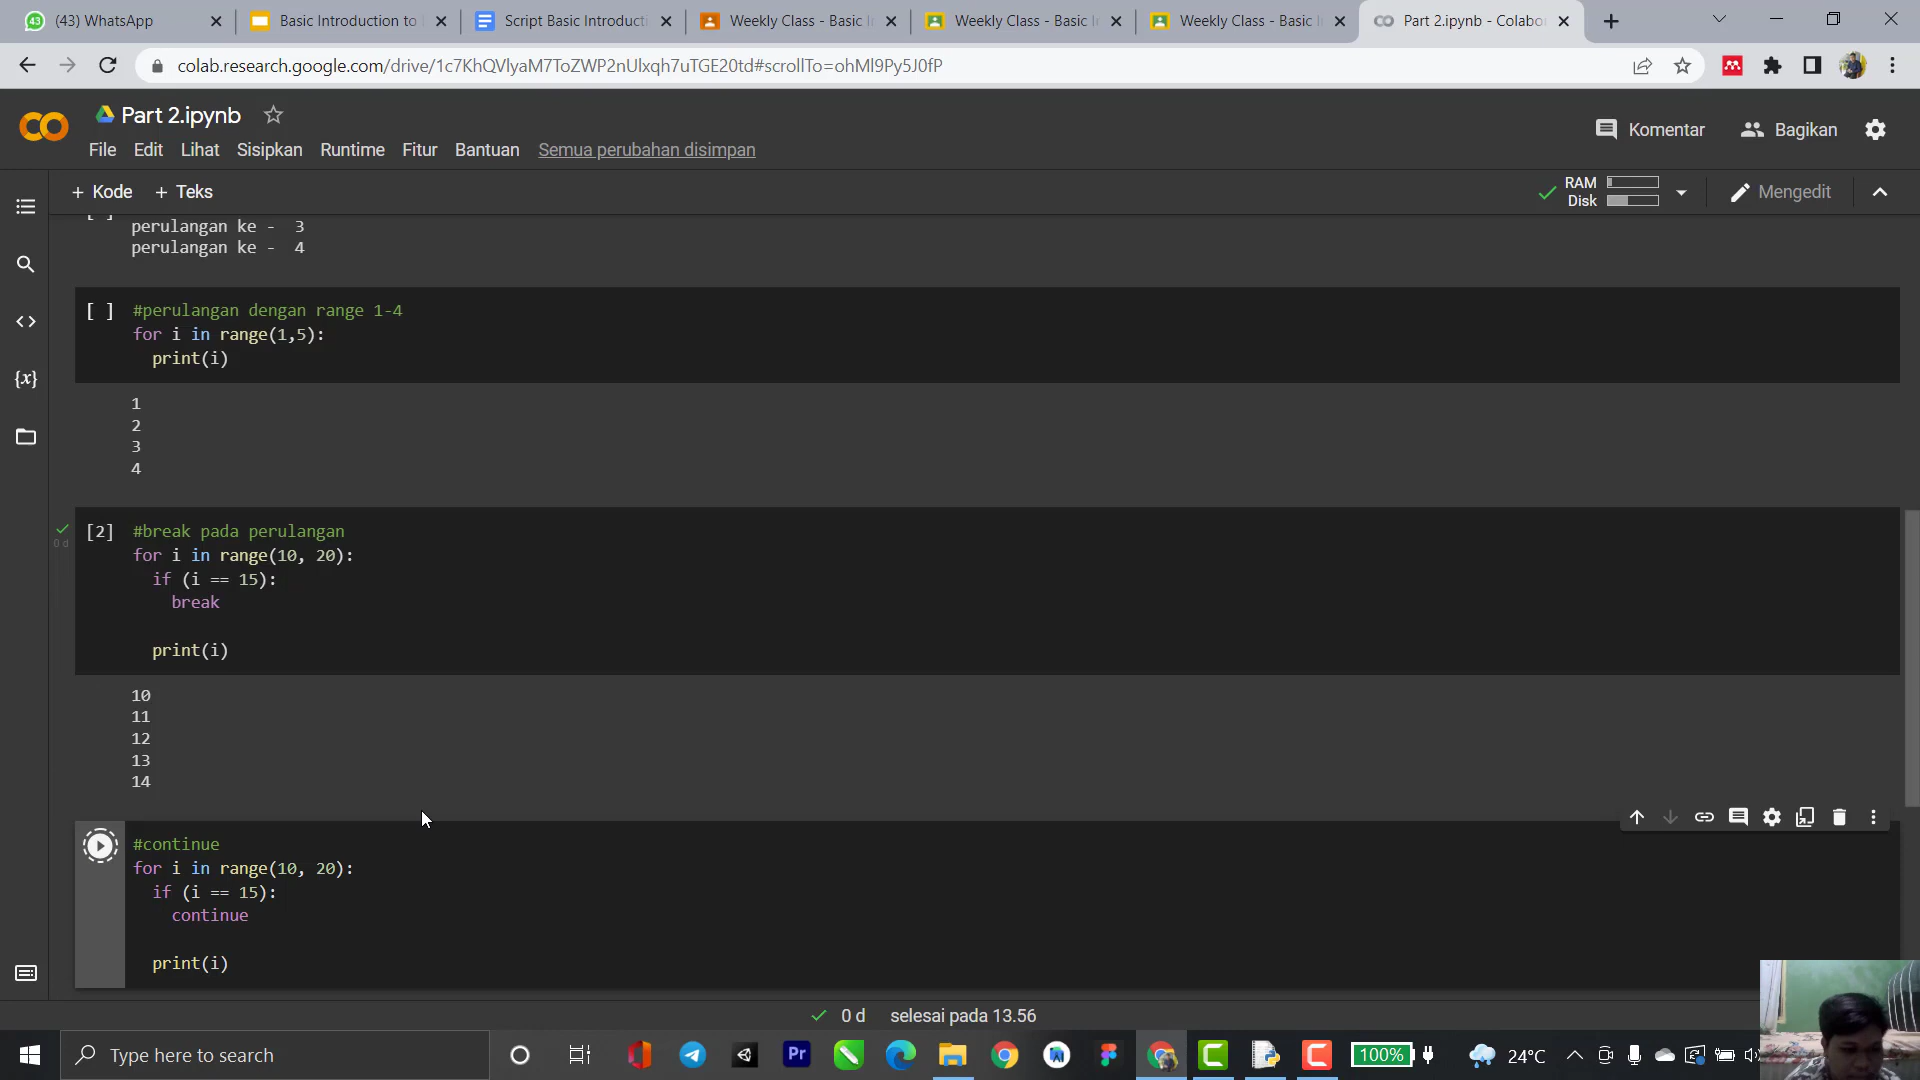 (43) WhatsApp
Basic Introduction to
Script Basic Introducti
Weekly Class - Basic I
Weekly Class - Basic I
Weekly Class - Basic I
Part 2.ipynb - Colabo
colab.research.google.com/drive/1c7KhQVlyaM7ToZWP2nUlxqh7uTGE20td#scrollTo=ohMl9Py5J0fP
Part 2.ipynb
Komentar
Bagikan
File Edit Lihat Sisipkan Runtime Fitur Bantuan Semua perubahan disimpan
+ Kode + Teks
RAM
Disk
Mengedit
[ ]
perulangan ke - 3
perulangan ke - 4
[ ] #perulangan dengan range 1-4
for i in range(1,5):
print(i)
1
2
3
4
[2] #break pada perulangan
0 d
for i in range(10, 20):
if (i == 15):
break
print(i)
10
11
12
13
14
#continue
for i in range(10, 20):
if (i == 15):
continue
print(i)
0 d selesai pada 13.56
Type here to search
Pr
100%
24°C